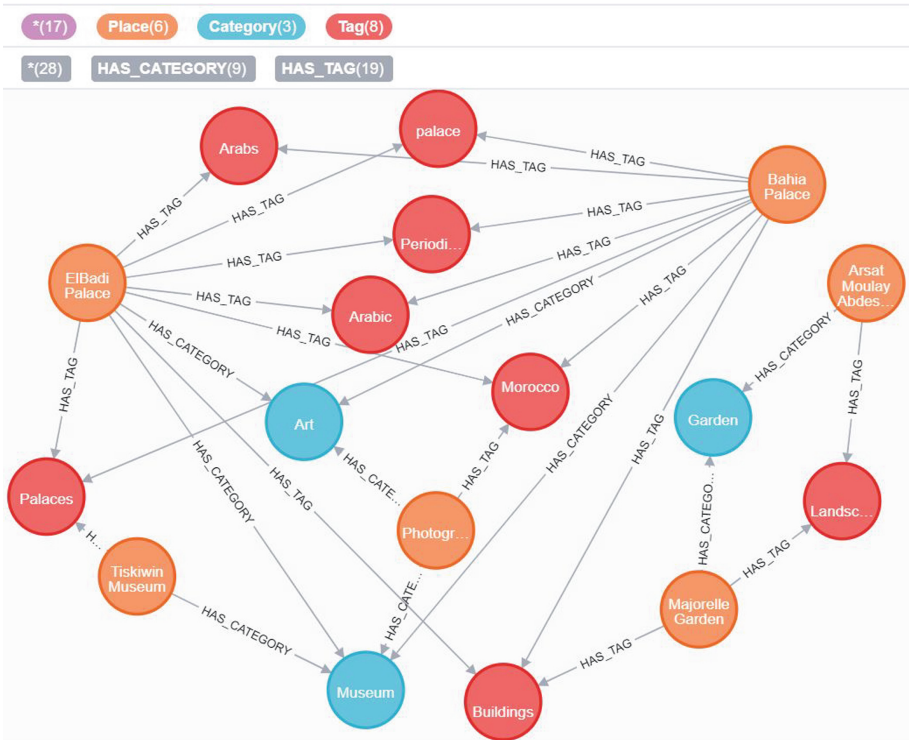 *(17) Place(6) Category(3) Tag(8)
*(28) HAS_CATEGORY(9) HAS_TAG(19)
Arabs
palace
HAS_TAG
HAS_TAG
Bahia
Palace
HAS_TAG
HAS_TAG
HAS_TAG
Periodi...
HAS_TAG
HAS_TAG
ElBadi
Palace
HAS_TAG
Arabic
HAS_TAG
HAS_CATEGORY
Arsat
Moulay
Abdes...
HAS_CATEGORY
HAS_TAG
HAS_TAG
HAS_TAG
Morocco
HAS_CATEGORY
HAS_TAG
Art
HAS_CATEGORY
HAS_TAG
Garden
HAS_TAG
HAS_CATEGORY
HAS_TAG
HAS_CATE...
HAS_TAG
Palaces
HAS_CATEGO...
Landsc...
H...
Photogr...
HAS_TAG
Tiskiwin
Museum
HAS_CATE...
Majorelle
Garden
HAS_CATEGORY
HAS_TAG
Museum
Buildings